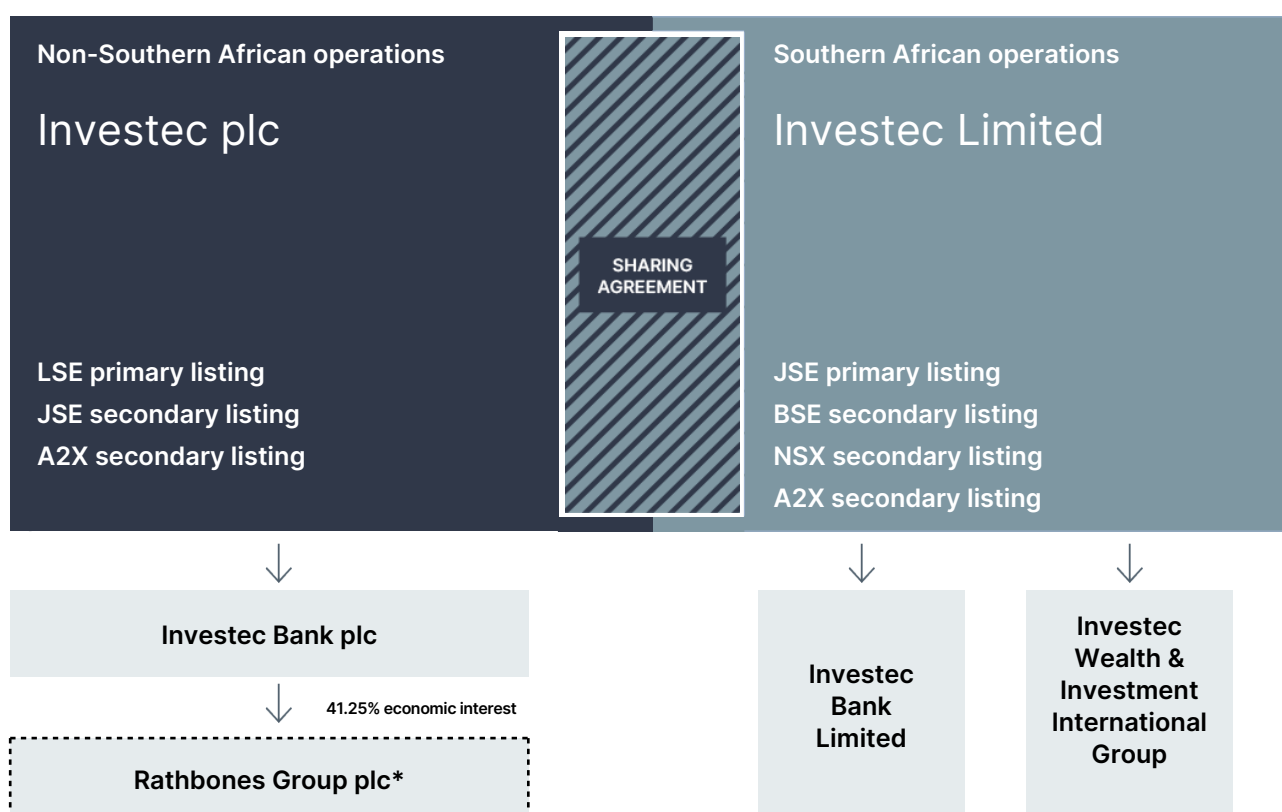 Non-Southern African operations
Investec plc
LSE primary listing
JSE secondary listing
A2X secondary listing
SHARING
AGREEMENT
Southern African operations
Investec Limited
JSE primary listing
BSE secondary listing
NSX secondary listing
A2X secondary listing
Investec Bank plc
41.25% economic interest
Rathbones Group plc*
Investec
Bank
Limited
Investec
Wealth &
Investment
International
Group